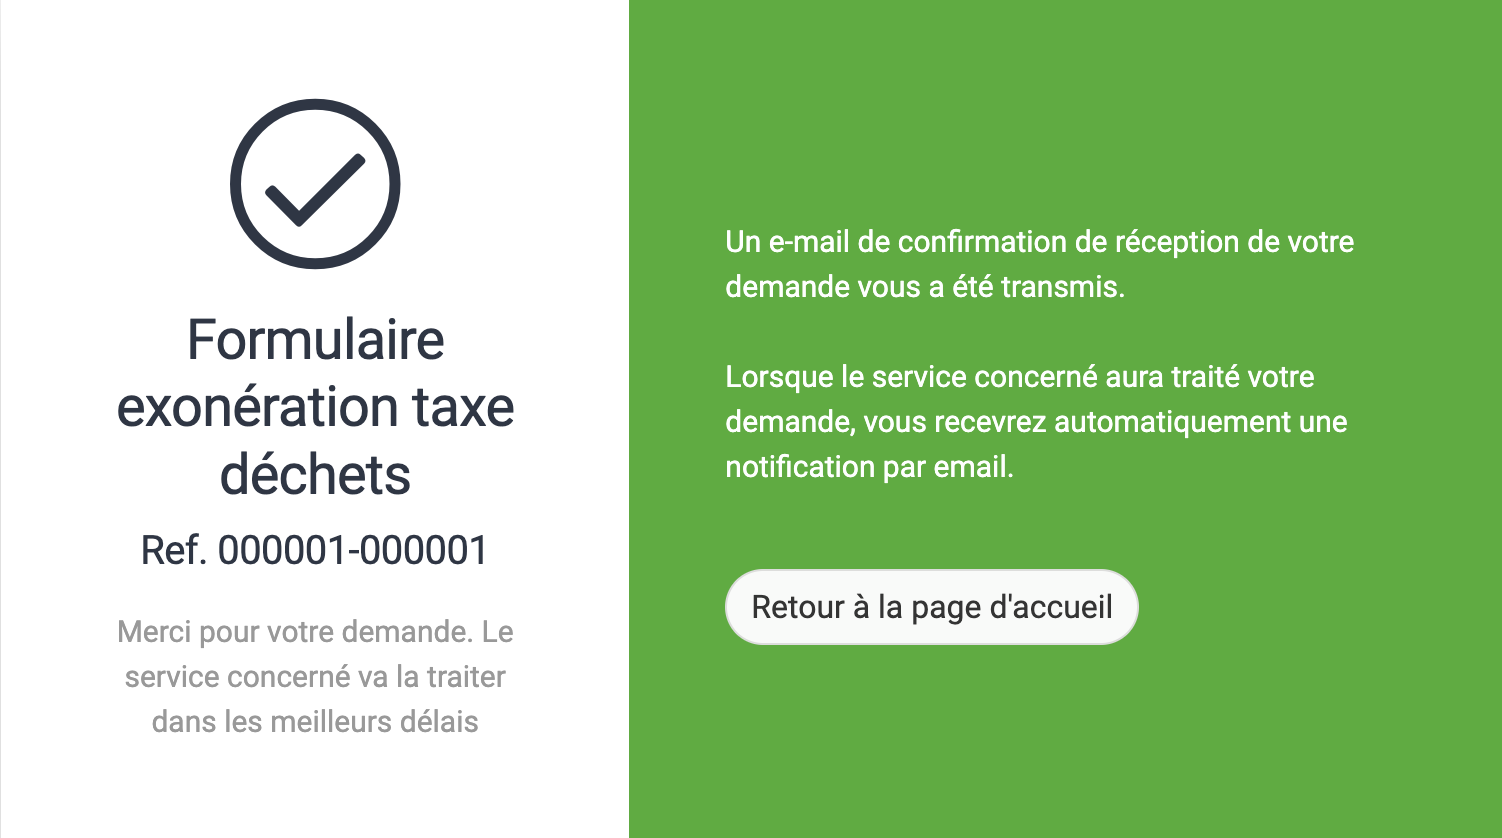 Formulaire
exonération taxe
déchets
Ref. 000001-000001
Merci pour votre demande. Le
service concerné va la traiter
dans les meilleurs délais
Un e-mail de confirmation de réception de votre
demande vous a été transmis.
Lorsque le service concerné aura traité votre
demande, vous recevrez automatiquement une
notification par email.
Retour à la page d'accueil